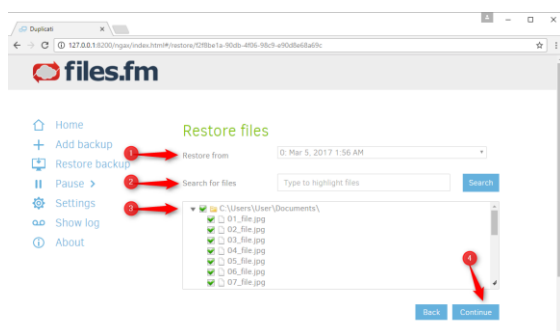 Duplicati
127.0.0.1:8200/ngax/index.html#/restore/f2f8be1a-90db-4f06-98c9-e90d8e68a69c
files.fm
Home
Add backup
Restore backup
Pause
Settings
Show log
About
Restore files
1
Restore from
0: Mar 5, 2017 1:56 AM
2
Search for files
Type to highlight files
Search
3
C:\Users\User\Documents\
01_file.jpg
02_file.jpg
03_file.jpg
04_file.jpg
05_file.jpg
06_file.jpg
07_file.jpg
4
Back
Continue